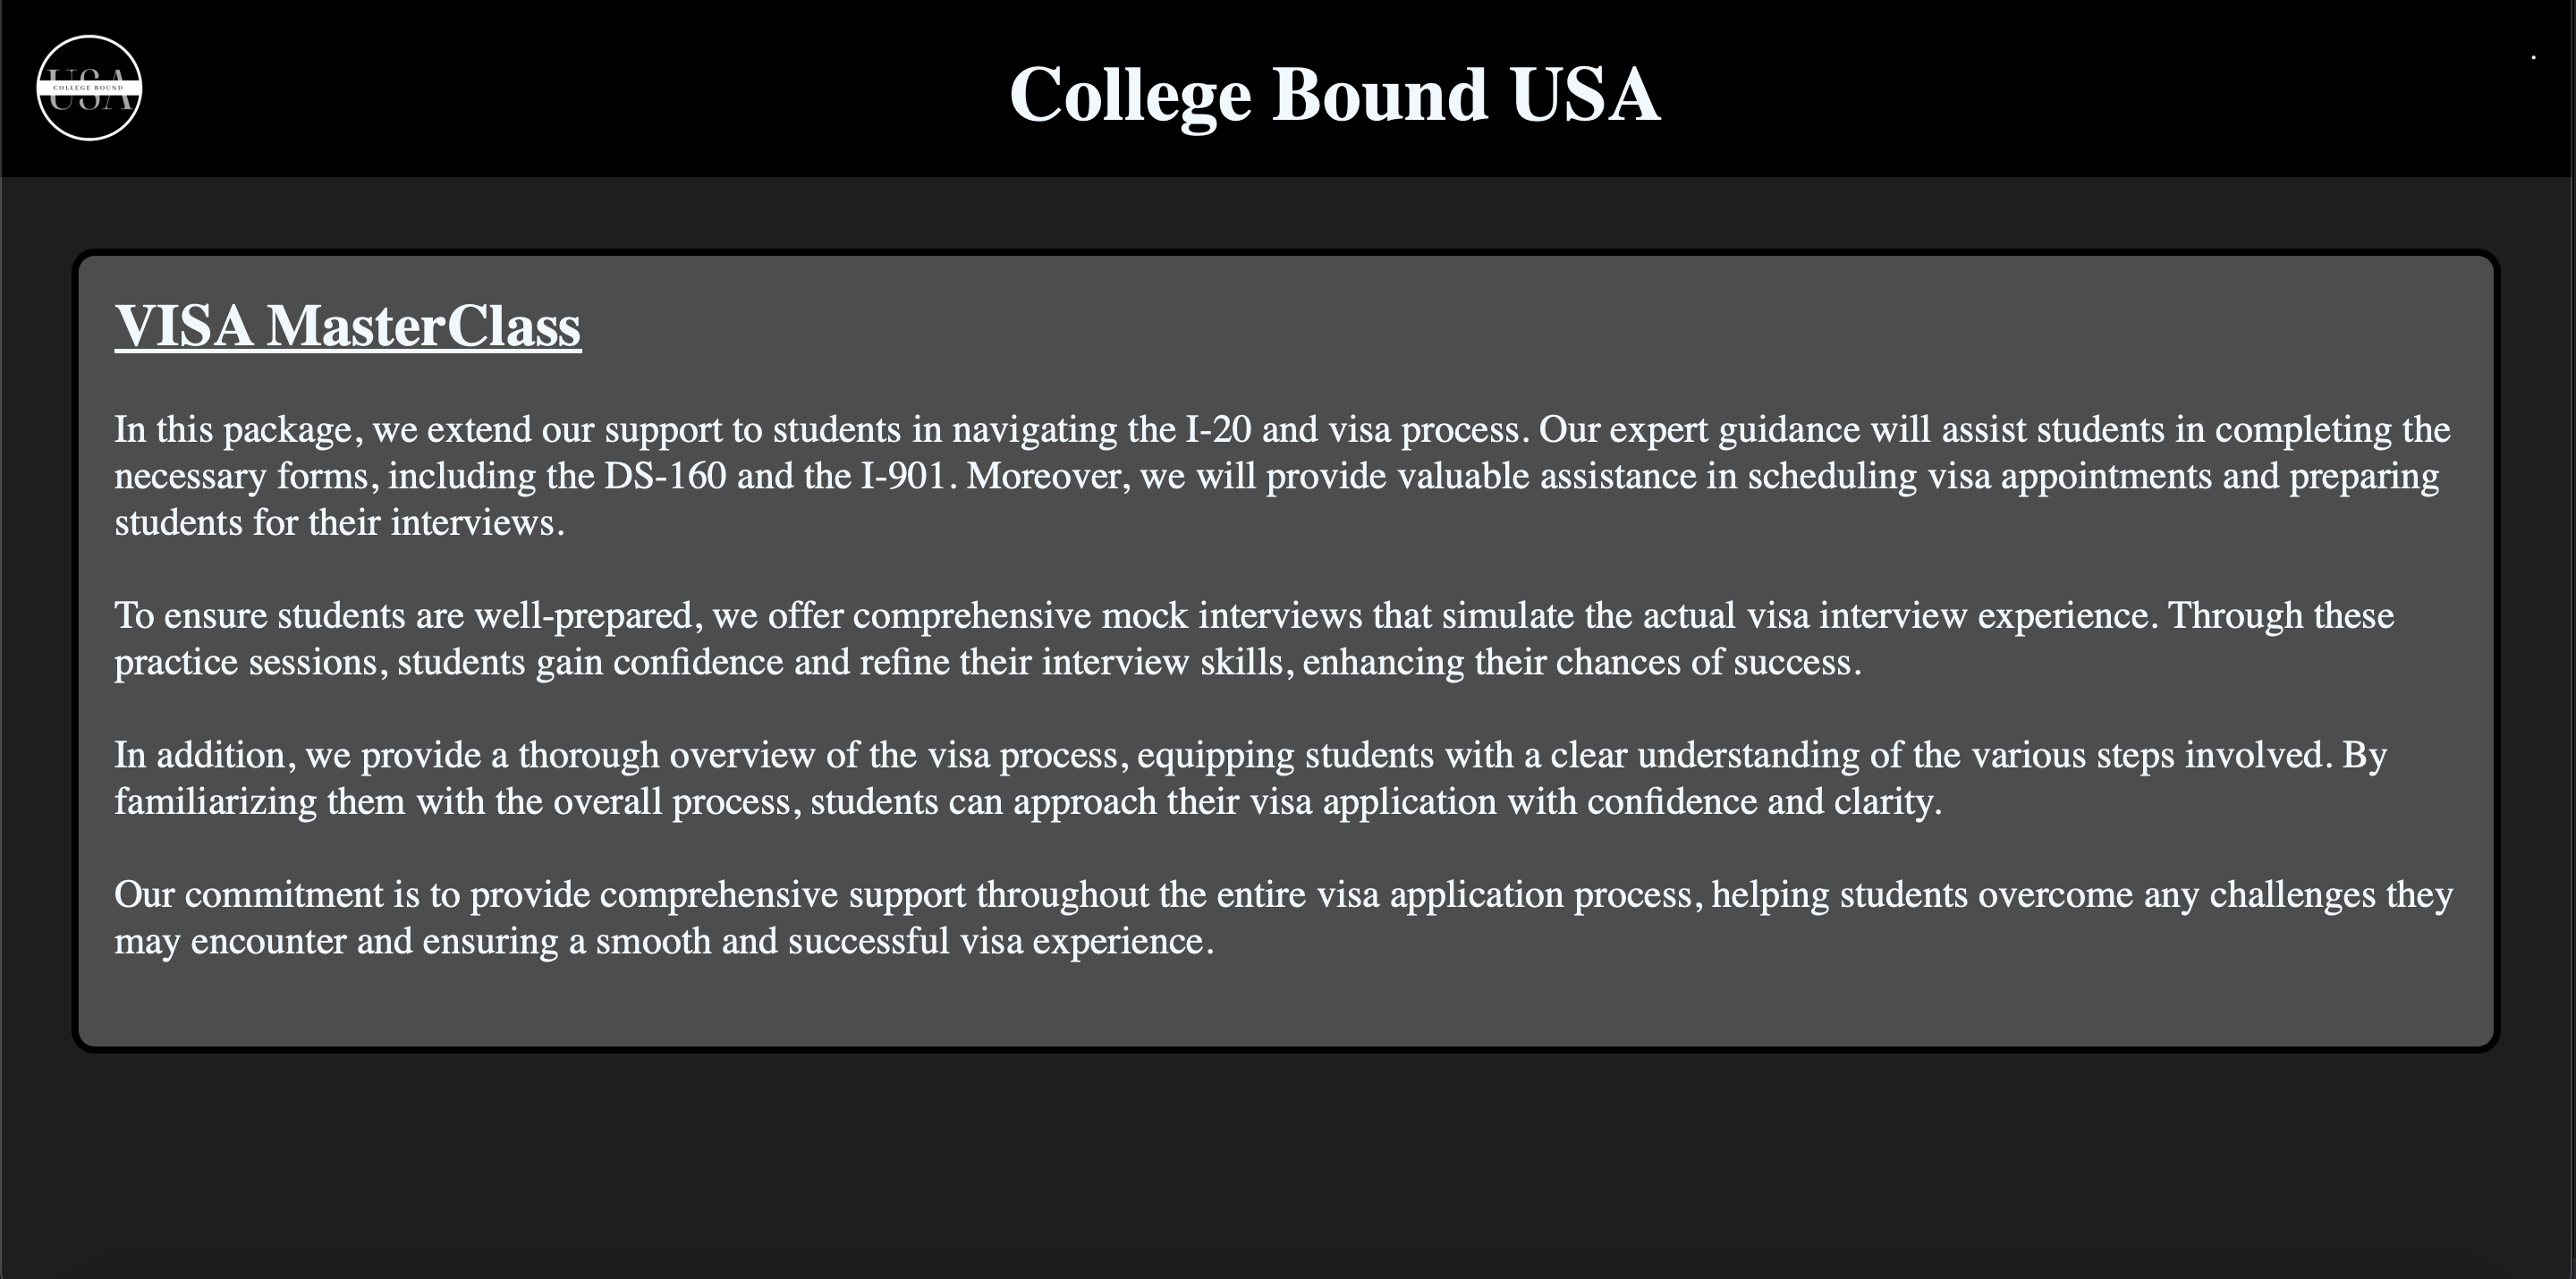 USA
COLLEGE BOUND
College Bound USA
.
VISA MasterClass
In this package, we extend our support to students in navigating the I-20 and visa process. Our expert guidance will assist students in completing the
necessary forms, including the DS-160 and the I-901. Moreover, we will provide valuable assistance in scheduling visa appointments and preparing
students for their interviews.
To ensure students are well-prepared, we offer comprehensive mock interviews that simulate the actual visa interview experience. Through these
practice sessions, students gain confidence and refine their interview skills, enhancing their chances of success.
In addition, we provide a thorough overview of the visa process, equipping students with a clear understanding of the various steps involved. By
familiarizing them with the overall process, students can approach their visa application with confidence and clarity.
Our commitment is to provide comprehensive support throughout the entire visa application process, helping students overcome any challenges they
may encounter and ensuring a smooth and successful visa experience.